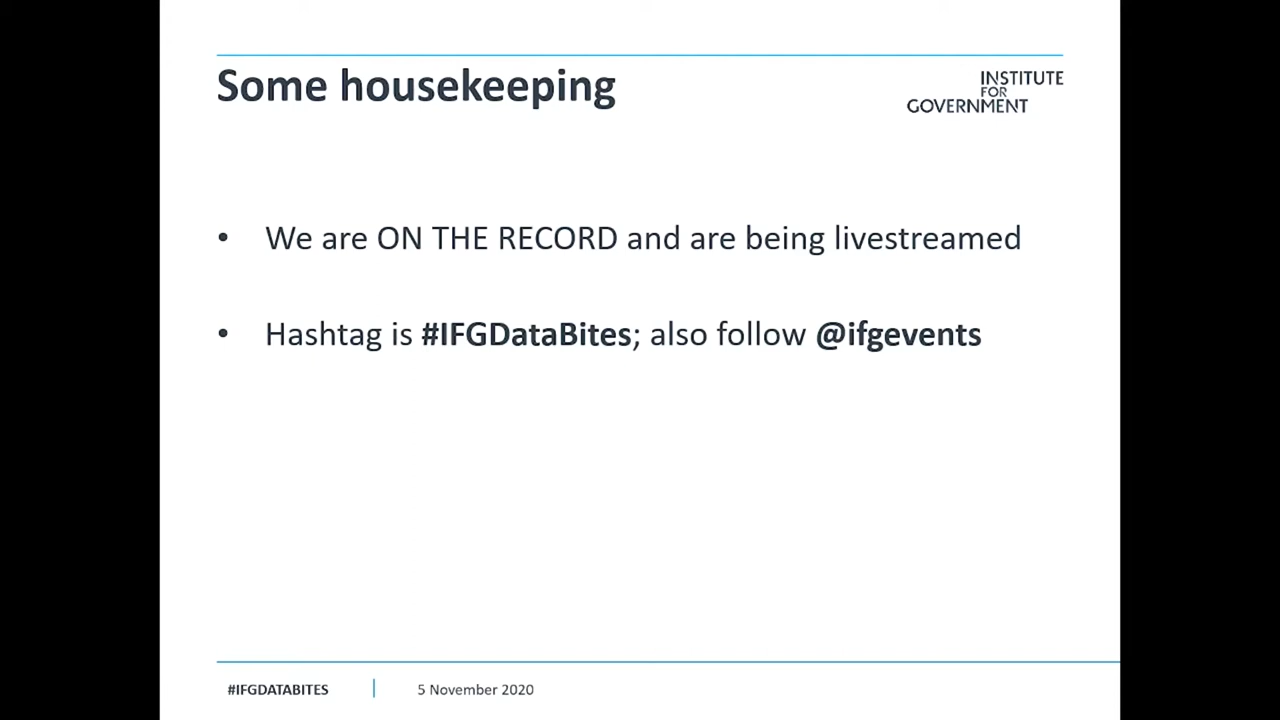 Some housekeeping
INSTITUTE
FOR
GOVERNMENT
• We are ON THE RECORD and are being livestreamed
• Hashtag is #IFGDataBites; also follow @ifgevents
#IFGDATABITES
5 November 2020